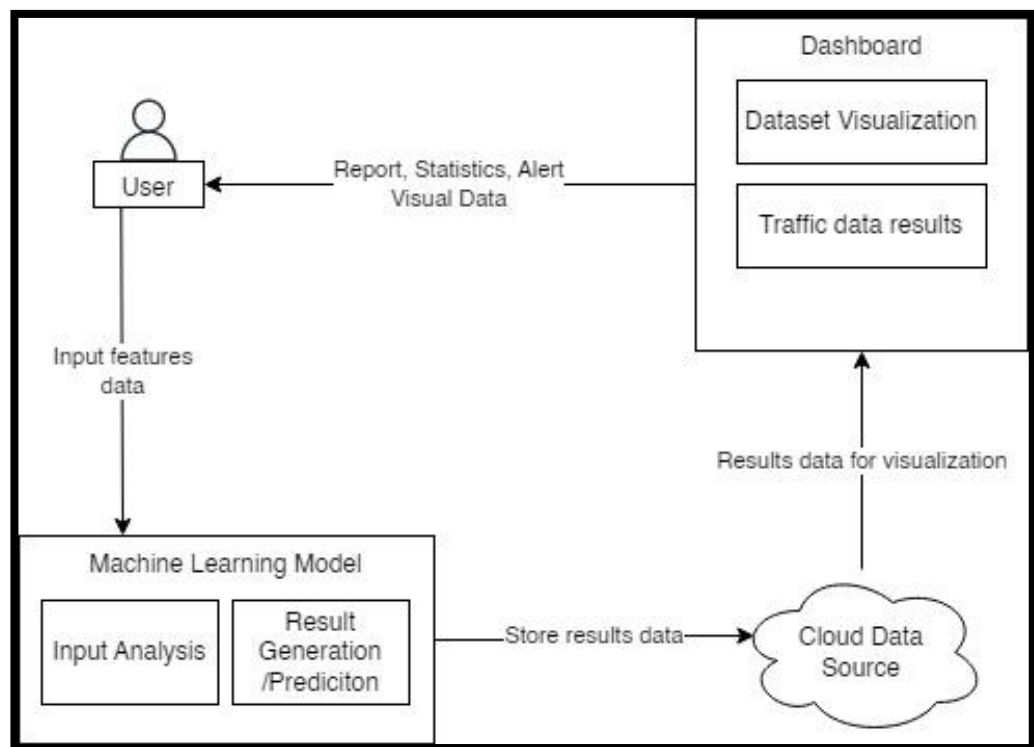 Dashboard
Dataset Visualization
Traffic data results
Report, Statistics, Alert
Visual Data
User
Input features
data
Results data for visualization
Machine Learning Model
Input Analysis
Result
Generation
/Prediciton
Store results data
Cloud Data
Source